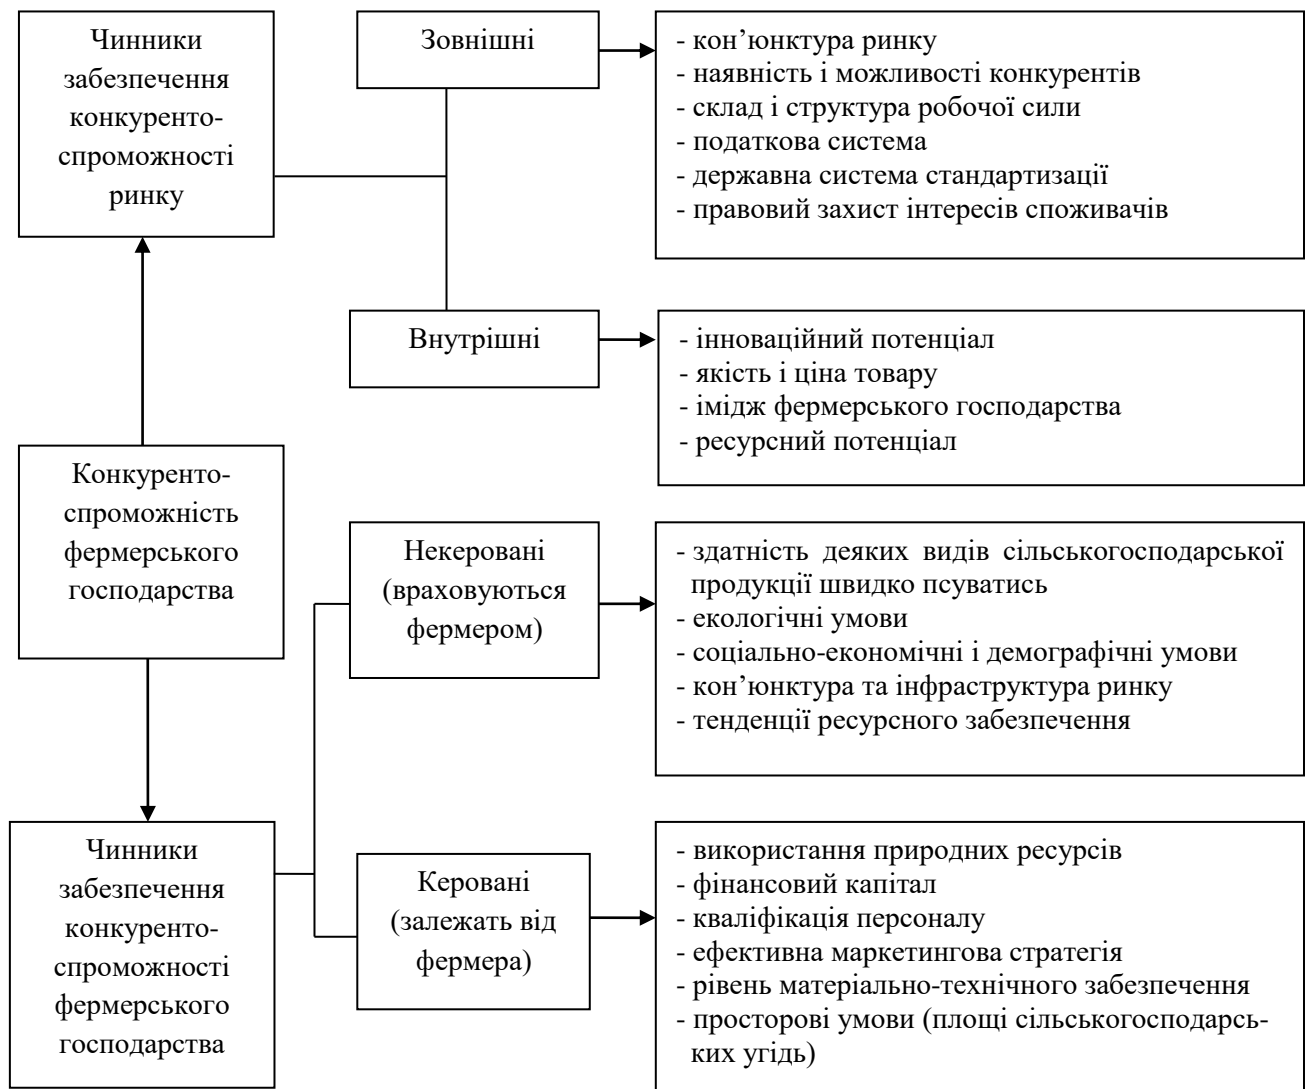 Чинники
забезпечення
конкуренто-
спроможності
ринку
Зовнішні
- кон’юнктура ринку
- наявність і можливості конкурентів
- склад і структура робочої сили
- податкова система
- державна система стандартизації
- правовий захист інтересів споживачів
Внутрішні
- інноваційний потенціал
- якість і ціна товару
- імідж фермерського господарства
- ресурсний потенціал
Конкуренто-
спроможність
фермерського
господарства
Некеровані
(враховуються
фермером)
- здатність деяких видів сільськогосподарської
продукції швидко псуватись
- екологічні умови
- соціально-економічні і демографічні умови
- кон’юнктура та інфраструктура ринку
- тенденції ресурсного забезпечення
Чинники
забезпечення
конкуренто-
спроможності
фермерського
господарства
Керовані
(залежать від
фермера)
- використання природних ресурсів
- фінансовий капітал
- кваліфікація персоналу
- ефективна маркетингова стратегія
- рівень матеріально-технічного забезпечення
- просторові умови (площі сільськогосподарсь-
ких угідь)